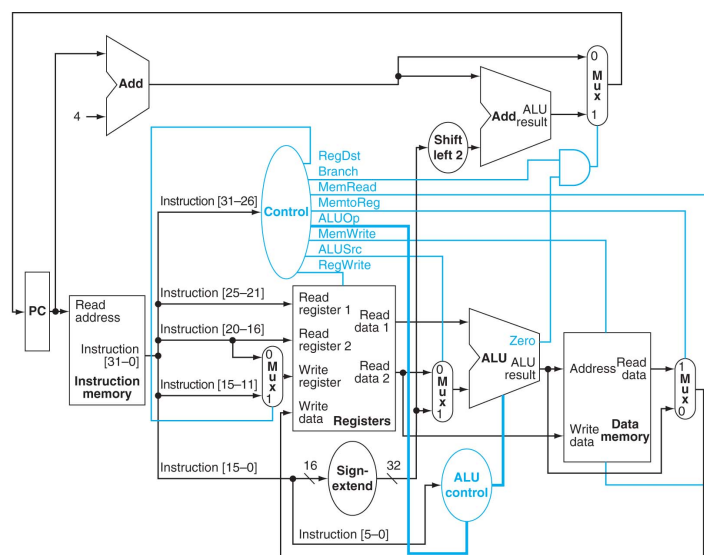 0
M
u
x
1
Add
ALU
Add result
4
Shift
left 2
RegDst
Branch
MemRead
MemtoReg
ALUOp
MemWrite
ALUSrc
RegWrite
Control
Instruction [31–26]
Instruction [25–21]
Instruction [20–16]
Instruction [15–11]
Instruction [15–0]
Instruction [5–0]
PC
Read
address
Instruction
[31–0]
Instruction
memory
0
M
u
x
1
Read
register 1
Read
register 2
Write
register
Write
data
Read
data 1
Read
data 2
Registers
0
M
u
x
1
Zero
ALU
ALU
result
Address
Read
data
Write
data
Data
memory
1
M
u
x
0
16
Sign-
extend
32
ALU
control